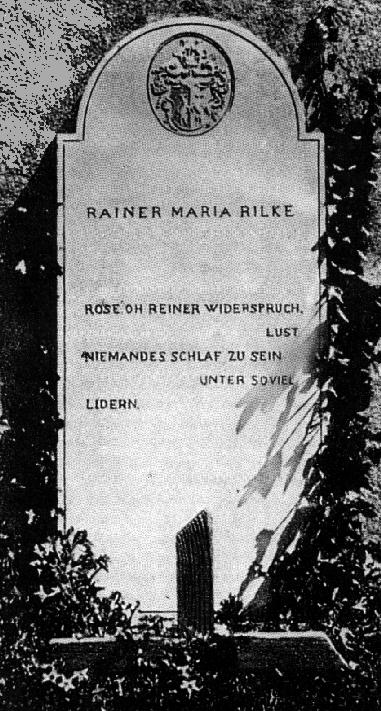 RAINER MARIA RILKE
ROSE, OH REINER WIDERSPRUCH,
LUST
NIEMANDES SCHLAF ZU SEIN
UNTER SOVIEL
LIDERN.